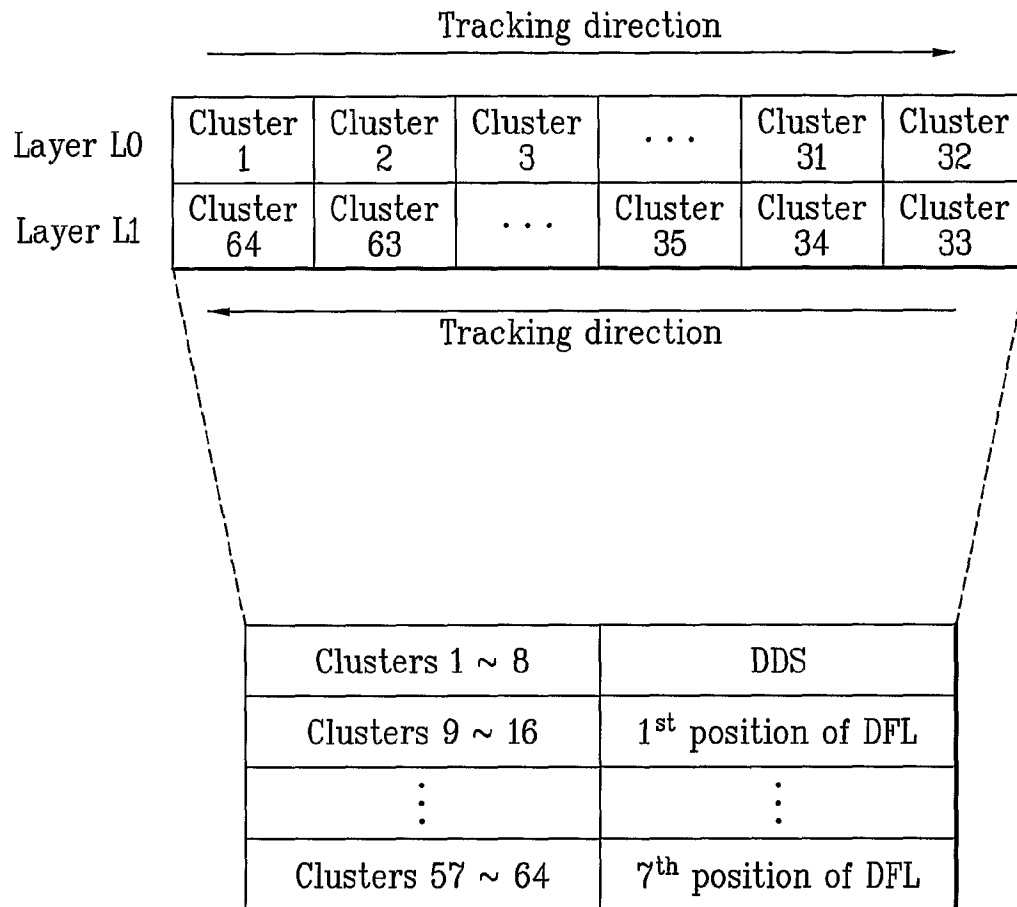 Tracking direction
Layer L0
Cluster 1
Cluster 2
Cluster 3
...
Cluster 31
Cluster 32
Layer L1
Cluster 64
Cluster 63
...
Cluster 35
Cluster 34
Cluster 33
Tracking direction
Clusters 1 ~ 8
DDS
Clusters 9 ~ 16
1st position of DFL
⋮
⋮
Clusters 57 ~ 64
7th position of DFL